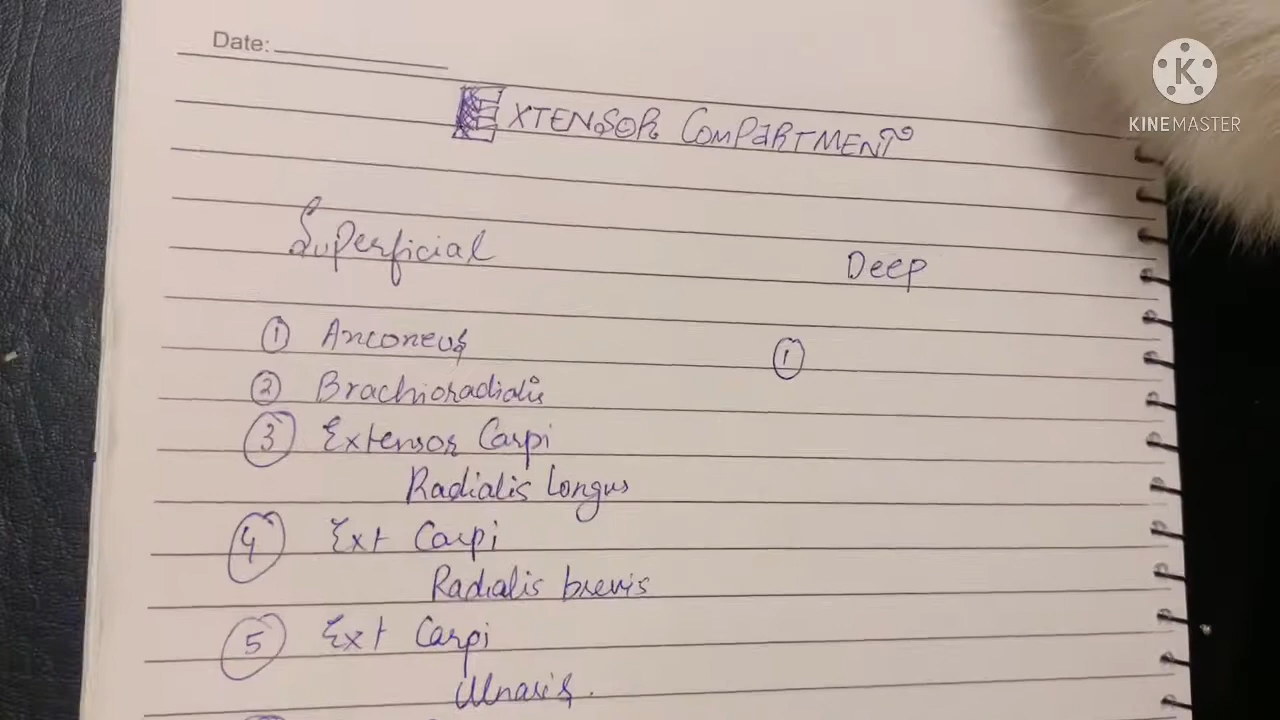 Date:
EXTENSOR COMPARTMENT
Superficial
Deep
① Anconeus
①
② Brachioradialis
③ Extensor Carpi
Radialis Longus
④ Ext Carpi
Radialis brevis
⑤ Ext Carpi
Ulnaris.
K
KINEMASTER